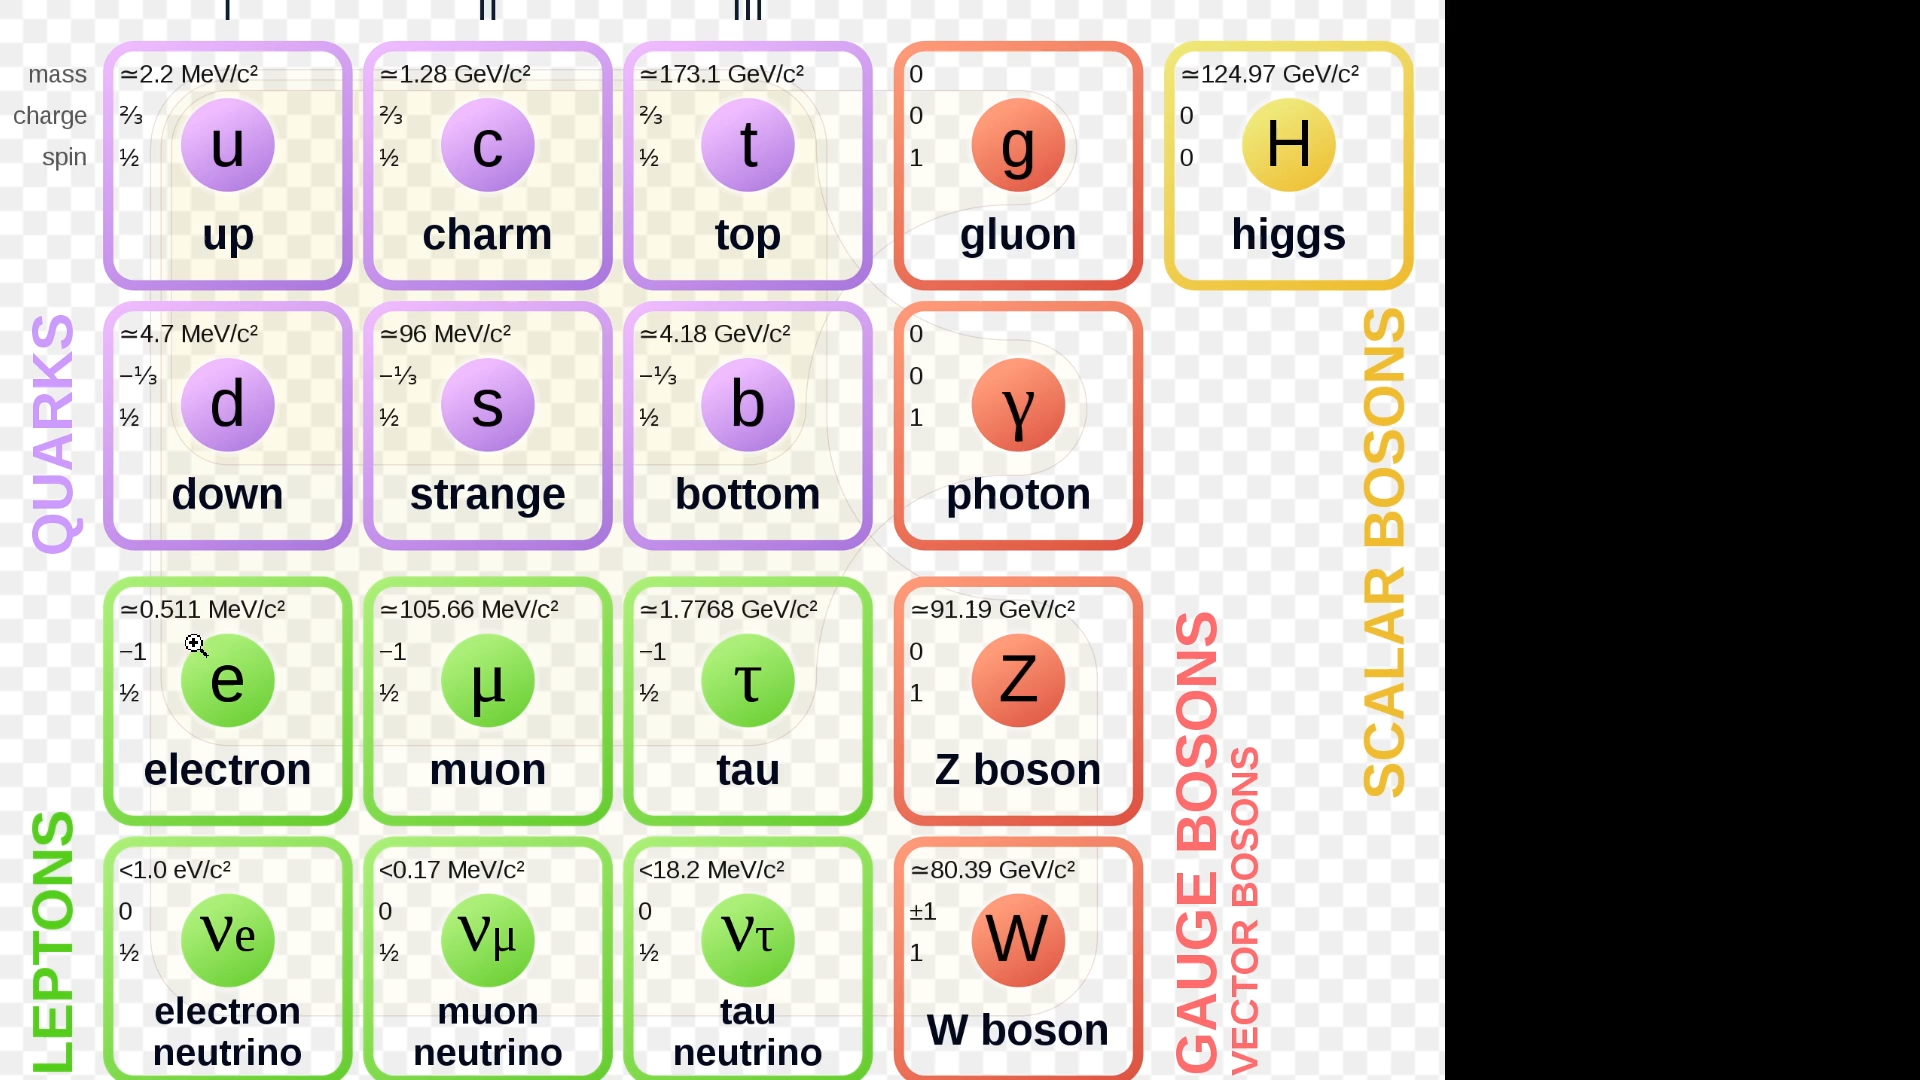 I II III
mass
charge
spin
≃2.2 MeV/c²
⅔
½
u
up
≃1.28 GeV/c²
⅔
½
c
charm
≃173.1 GeV/c²
⅔
½
t
top
0
0
1
g
gluon
≃124.97 GeV/c²
0
0
H
higgs
QUARKS
≃4.7 MeV/c²
−⅓
½
d
down
≃96 MeV/c²
−⅓
½
s
strange
≃4.18 GeV/c²
−⅓
½
b
bottom
0
0
1
γ
photon
SCALAR BOSONS
≃0.511 MeV/c²
−1
½
e
electron
≃105.66 MeV/c²
−1
½
μ
muon
≃1.7768 GeV/c²
−1
½
τ
tau
≃91.19 GeV/c²
0
1
Z
Z boson
LEPTONS
<1.0 eV/c²
0
½
νe
electron
neutrino
<0.17 MeV/c²
0
½
νμ
muon
neutrino
<18.2 MeV/c²
0
½
ντ
tau
neutrino
≃80.39 GeV/c²
±1
1
W
W boson
GAUGE BOSONS
VECTOR BOSONS